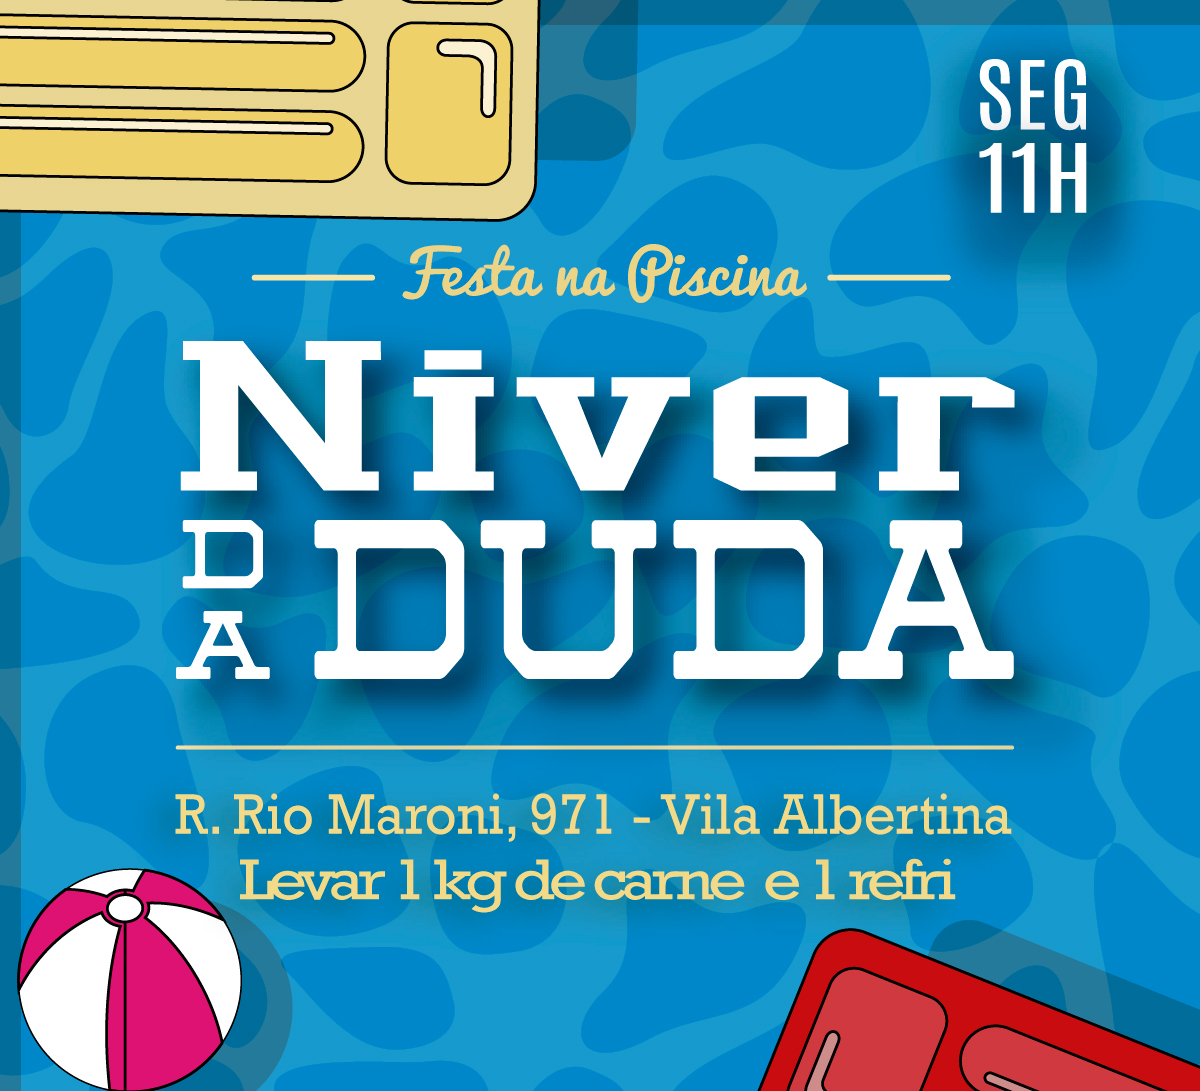 SEG
11H
Festa na Piscina
Niver
DA DUDA
R. Rio Maroni, 971 - Vila Albertina
Levar 1 kg de carne e 1 refri